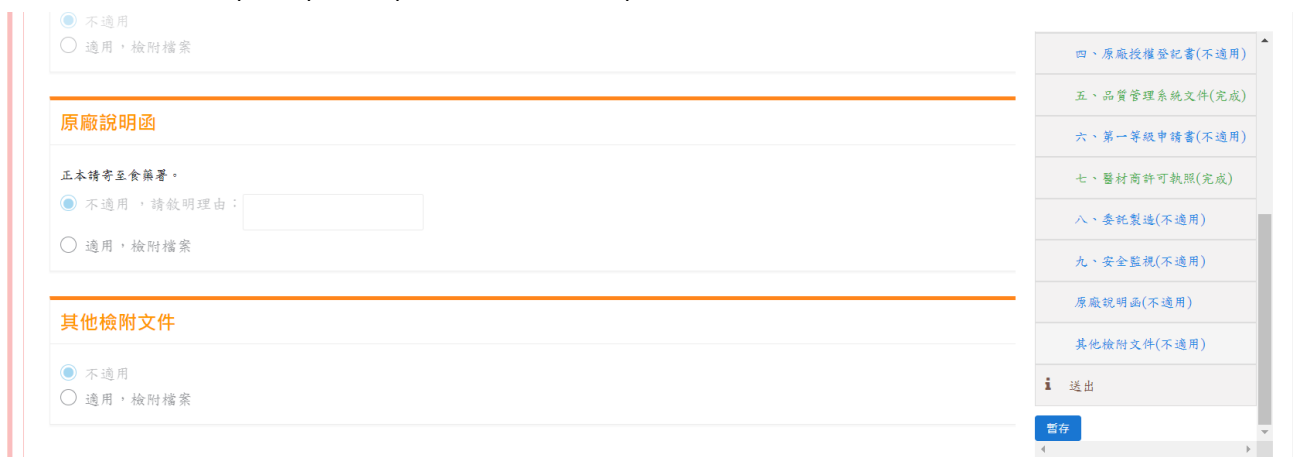 不適用
適用，檢附檔案
原廠說明函
正本請寄至食藥署。
不適用 ，請敘明理由：
適用，檢附檔案
其他檢附文件
不適用
適用，檢附檔案
四、原廠授權登記書(不適用)
五、品質管理系統文件(完成)
六、第一等級申請書(不適用)
七、醫材商許可執照(完成)
八、委託製造(不適用)
九、安全監視(不適用)
原廠說明函(不適用)
其他檢附文件(不適用)
送出
暫存